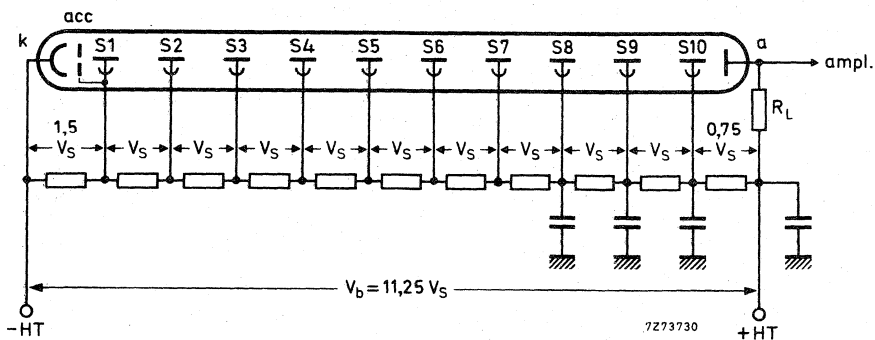 acc
k S1 S2 S3 S4 S5 S6 S7 S8 S9 S10 a
ampl.
R_L
1,5 0,75
V_S V_S V_S V_S V_S V_S V_S V_S V_S V_S V_S
V_b = 11,25 V_S
-HT 7Z73730 +HT